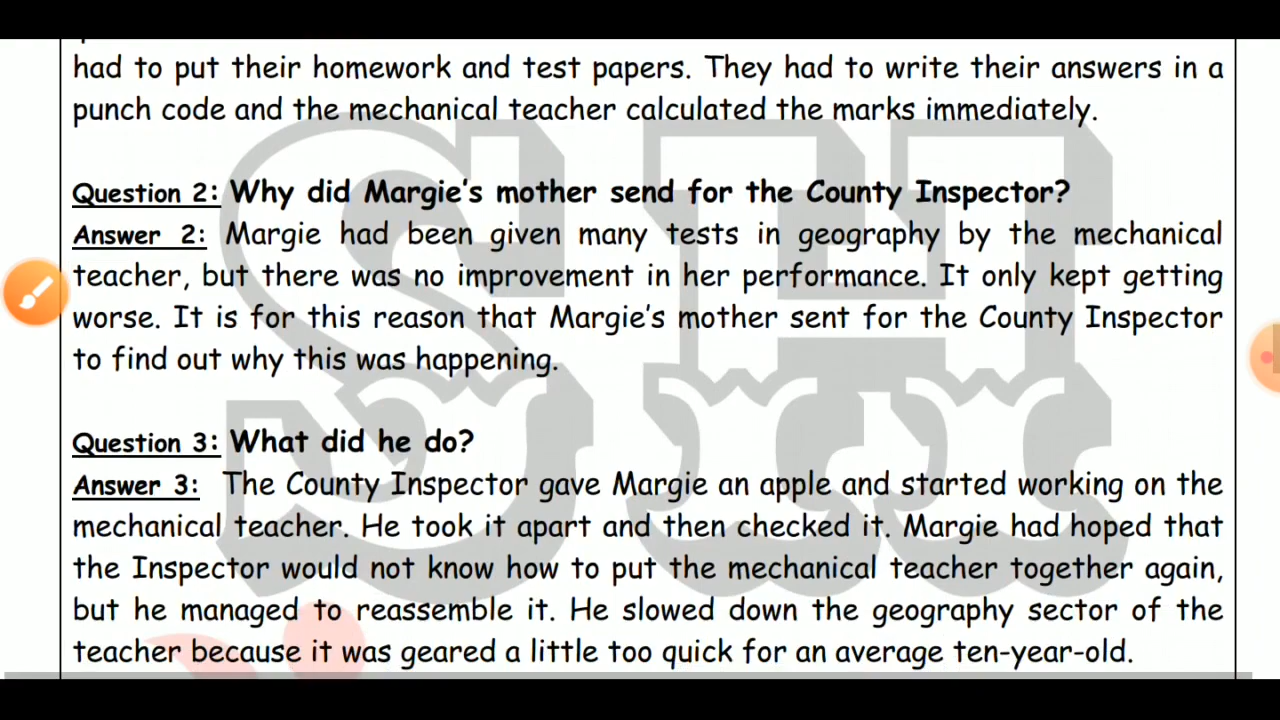 had to put their homework and test papers. They had to write their answers in a
punch code and the mechanical teacher calculated the marks immediately.
Question 2: Why did Margie's mother send for the County Inspector?
Answer 2: Margie had been given many tests in geography by the mechanical
teacher, but there was no improvement in her performance. It only kept getting
worse. It is for this reason that Margie's mother sent for the County Inspector
to find out why this was happening.
Question 3: What did he do?
Answer 3: The County Inspector gave Margie an apple and started working on the
mechanical teacher. He took it apart and then checked it. Margie had hoped that
the Inspector would not know how to put the mechanical teacher together again,
but he managed to reassemble it. He slowed down the geography sector of the
teacher because it was geared a little too quick for an average ten-year-old.